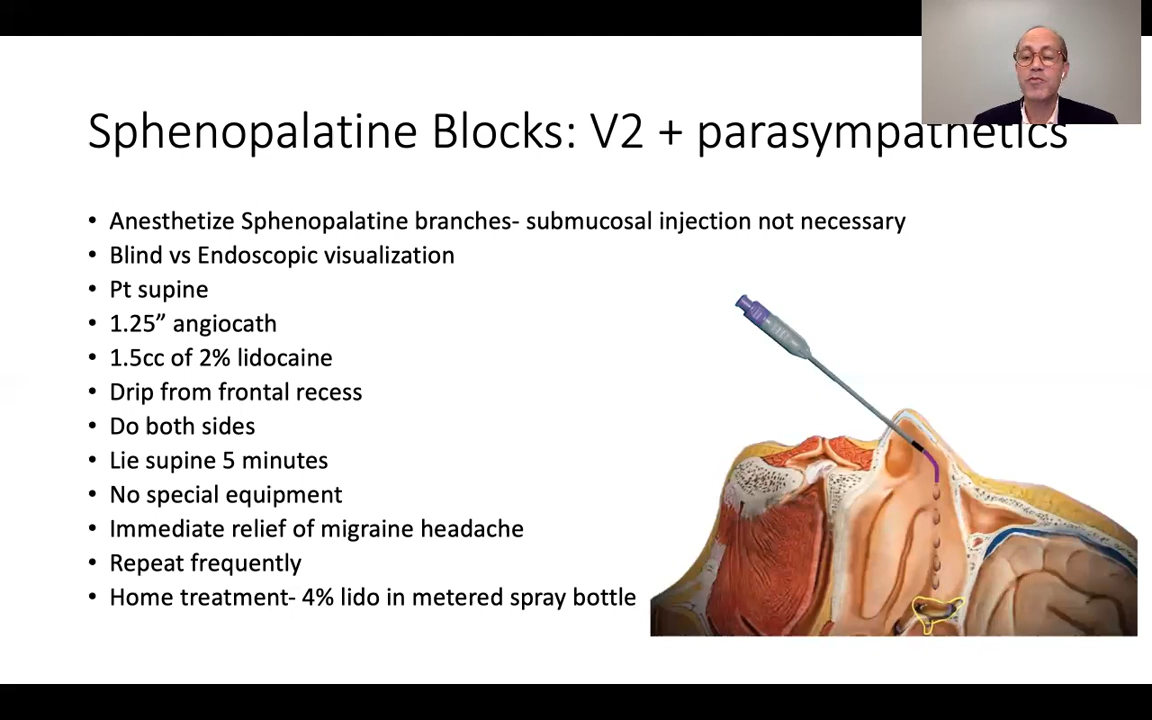 Sphenopalatine Blocks: V2 + parasympathetics
• Anesthetize Sphenopalatine branches- submucosal injection not necessary
• Blind vs Endoscopic visualization
• Pt supine
• 1.25” angiocath
• 1.5cc of 2% lidocaine
• Drip from frontal recess
• Do both sides
• Lie supine 5 minutes
• No special equipment
• Immediate relief of migraine headache
• Repeat frequently
• Home treatment- 4% lido in metered spray bottle